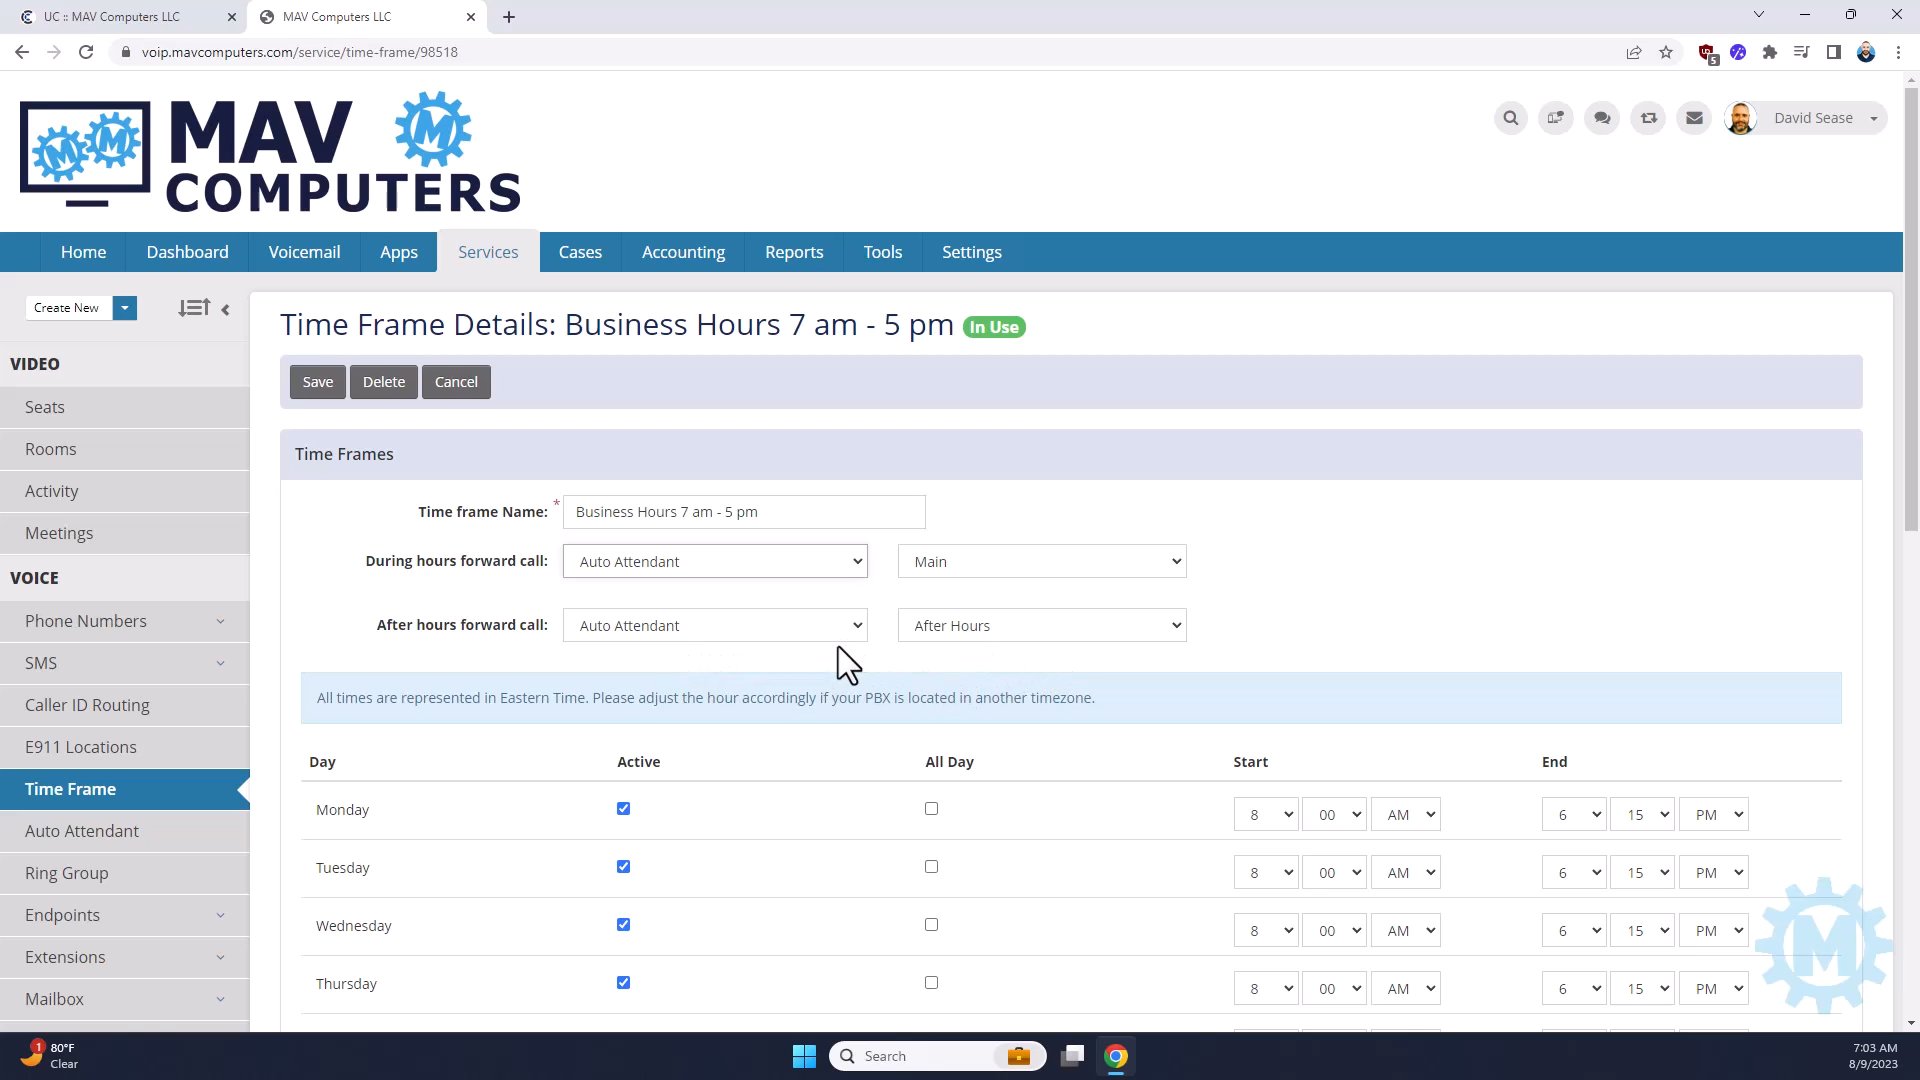 UC :: MAV Computers LLC
MAV Computers LLC
voip.mavcomputers.com/service/time-frame/98518
5
MAV
COMPUTERS
M
David Sease
Home Dashboard Voicemail Apps Services Cases Accounting Reports Tools Settings
Create New
Time Frame Details: Business Hours 7 am - 5 pm In Use
VIDEO
Save Delete Cancel
Seats
Rooms
Time Frames
Activity
Time frame Name: * Business Hours 7 am - 5 pm
Meetings
During hours forward call: Auto Attendant Main
VOICE
Phone Numbers
After hours forward call: Auto Attendant After Hours
SMS
Caller ID Routing
All times are represented in Eastern Time. Please adjust the hour accordingly if your PBX is located in another timezone.
E911 Locations
Day Active All Day Start End
Time Frame
Monday 8 00 AM 6 15 PM
Auto Attendant
Tuesday 8 00 AM 6 15 PM
Ring Group
Endpoints
Wednesday 8 00 AM 6 15 PM
Extensions
Thursday 8 00 AM 6 15 PM
Mailbox
M
1
80°F
Clear
Search
7:03 AM
8/9/2023